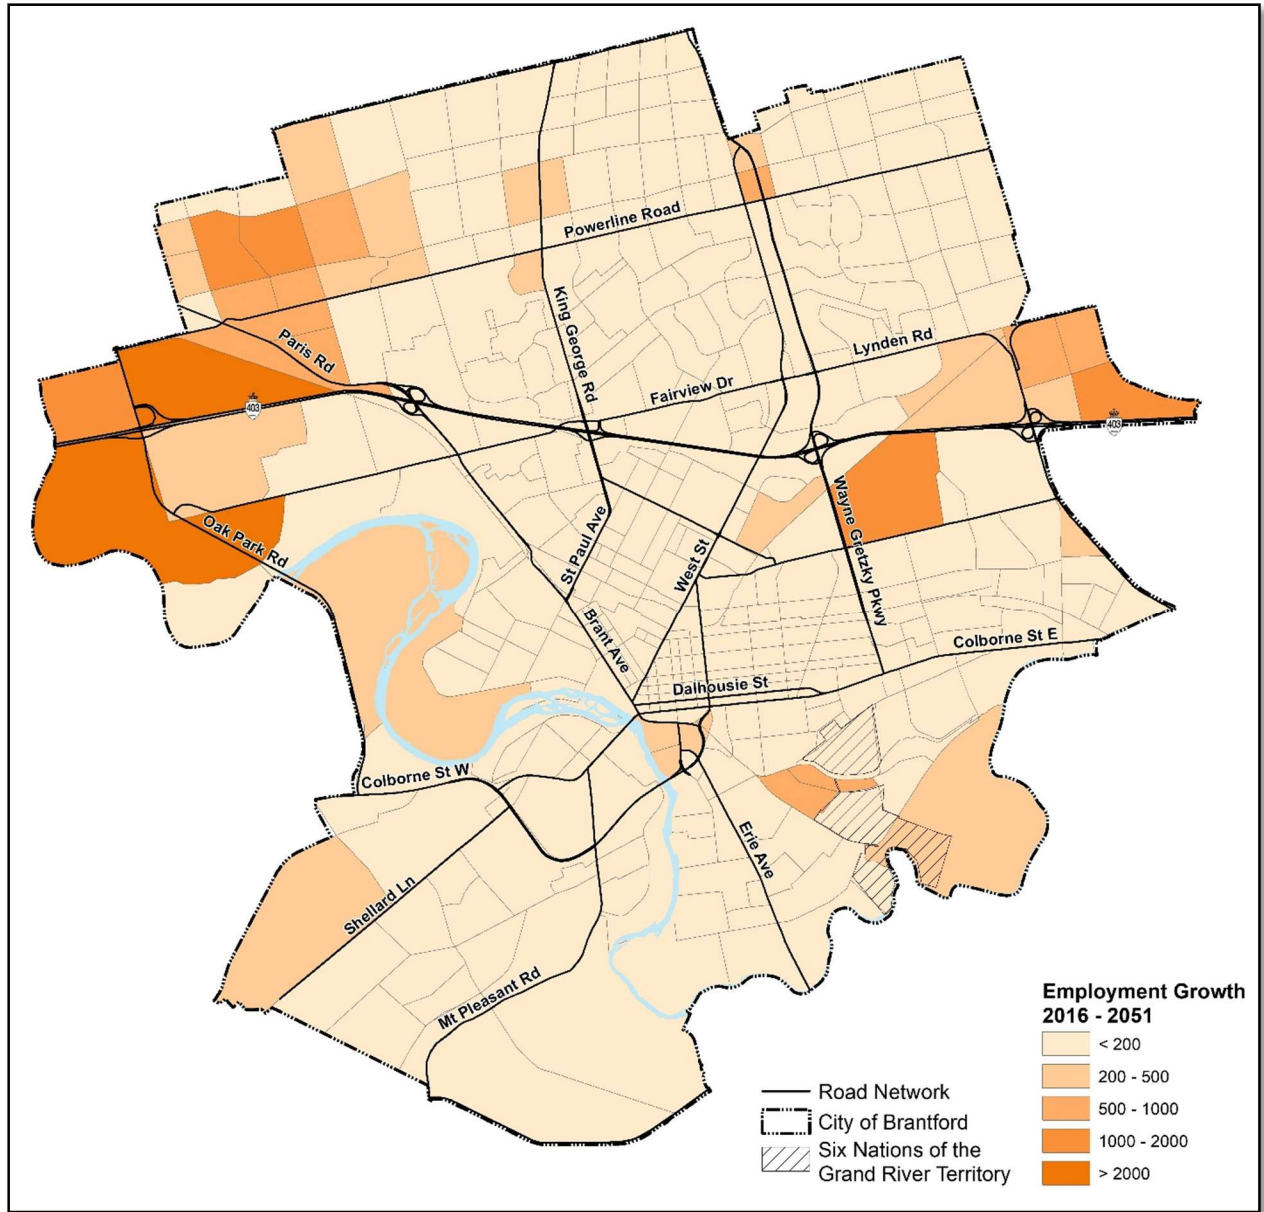 Powerline Road
King George Rd
Paris Rd
Lynden Rd
Fairview Dr
403
403
Wayne Gretzky Pkwy
Oak Park Rd
St Paul Ave
West St
Brant Ave
Colborne St E
Dalhousie St
Colborne St W
Erie Ave
Shellard Ln
Mt Pleasant Rd
Employment Growth
2016 - 2051
< 200
200 - 500
500 - 1000
1000 - 2000
> 2000
Road Network
City of Brantford
Six Nations of the
Grand River Territory